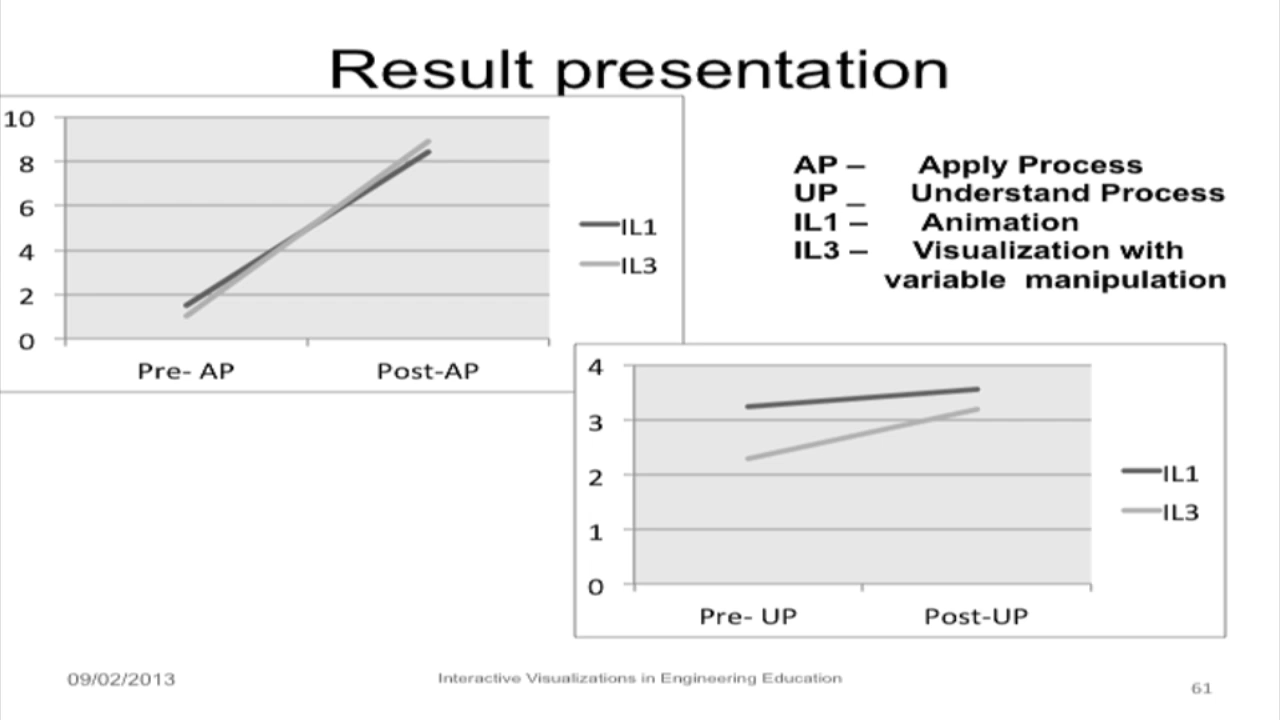 Result presentation
10
8
6
4
2
0
Pre- AP
Post-AP
IL1
IL3
AP – Apply Process
UP _ Understand Process
IL1 – Animation
IL3 – Visualization with
variable manipulation
4
3
2
1
0
Pre- UP
Post-UP
IL1
IL3
09/02/2013
Interactive Visualizations in Engineering Education
61